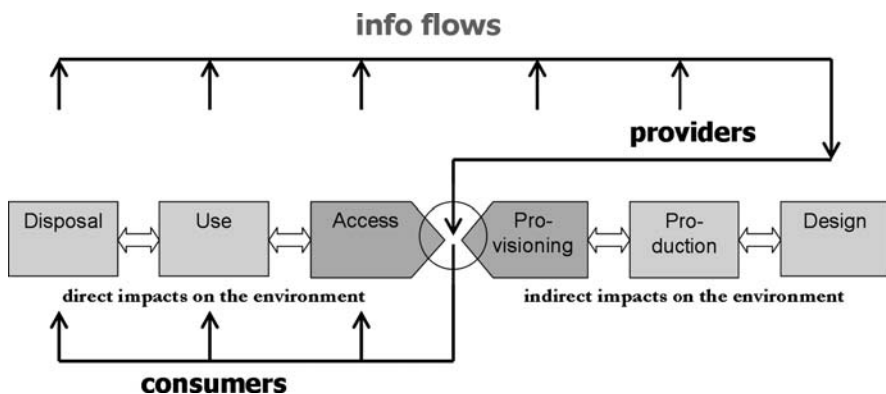 info flows
providers
Disposal
Use
Access
Pro-
visioning
Pro-
duction
Design
direct impacts on the environment
indirect impacts on the environment
consumers